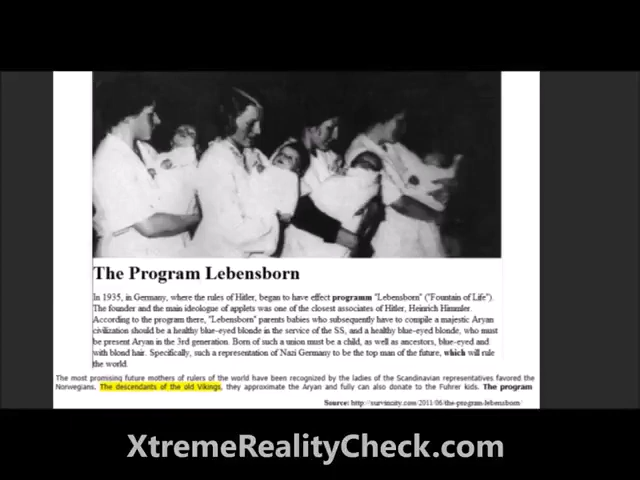 The Program Lebensborn
In 1935, in Germany, where the rules of Hitler, began to have effect programm "Lebensborn" ("Fountain of Life").
The founder and the main ideologue of applets was one of the closest associates of Hitler, Heinrich Himmler.
According to the program there, "Lebensborn" parents babies who subsequently have to compile a majestic Aryan
civilization should be a healthy blue-eyed blonde in the service of the SS, and a healthy blue-eyed blonde, who must
be present Aryan in the 3rd generation. Born of such a union must be a child, as well as ancestors, blue-eyed and
with blond hair. Specifically, such a representation of Nazi Germany to be the top man of the future, which will rule
the world.
The most promising future mothers of rulers of the world have been recognized by the ladies of the Scandinavian representatives favored the
Norwegians. The descendants of the old Vikings, they approximate the Aryan and fully can also donate to the Fuhrer kids. The program
Source: http://survincity.com/2011/06/the-program-lebensborn/
XtremeRealityCheck.com